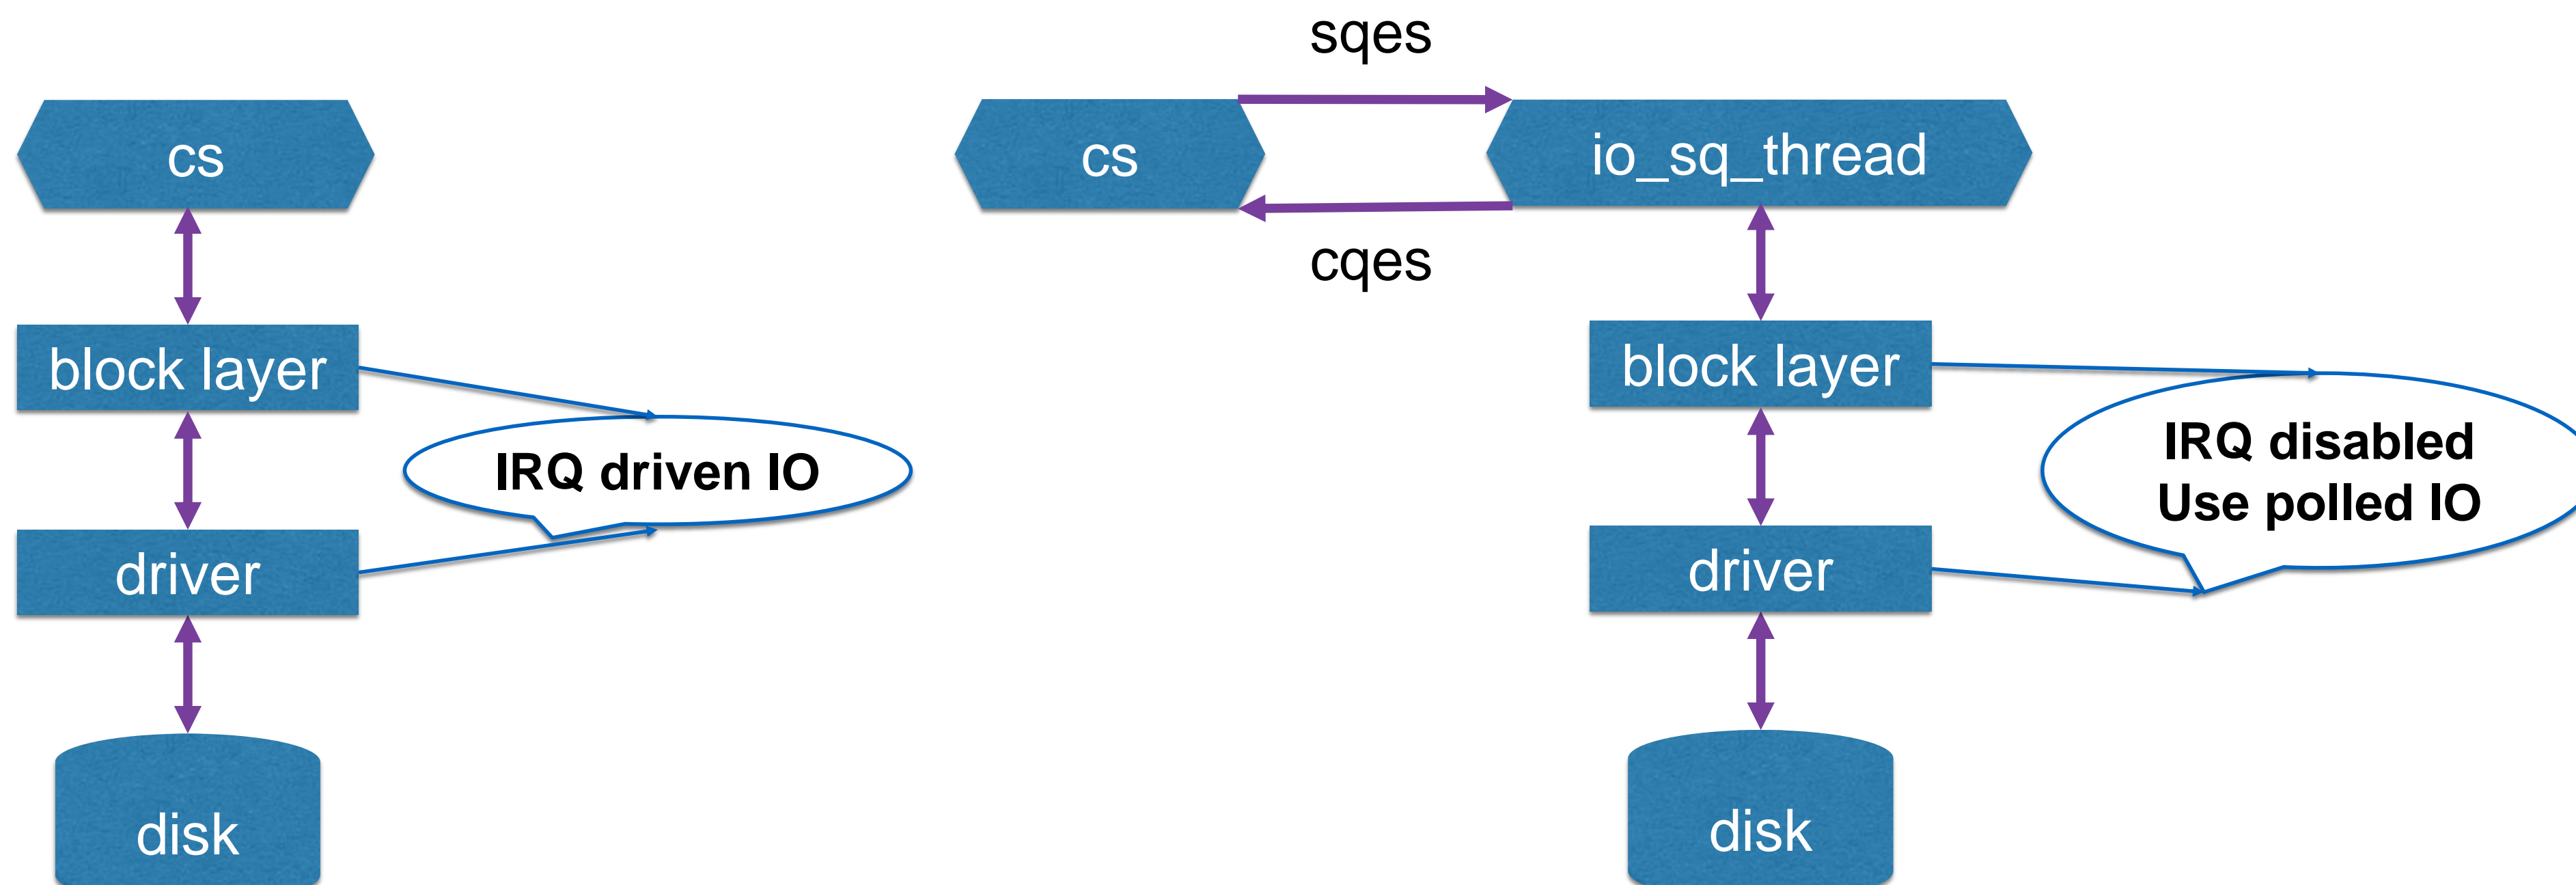 cs
block layer
IRQ driven IO
driver
disk
sqes
cs
io_sq_thread
cqes
block layer
IRQ disabled
Use polled IO
driver
disk